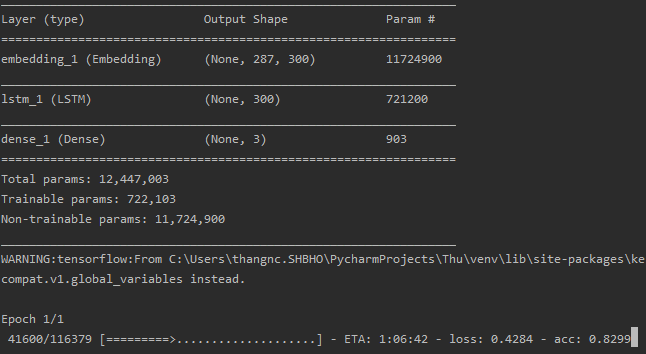 Layer (type) Output Shape Param #
=================================================================
embedding_1 (Embedding) (None, 287, 300) 11724900
lstm_1 (LSTM) (None, 300) 721200
dense_1 (Dense) (None, 3) 903
=================================================================
Total params: 12,447,003
Trainable params: 722,103
Non-trainable params: 11,724,900
WARNING:tensorflow:From C:\Users\thangnc.SHBHO\PycharmProjects\Thu\venv\lib\site-packages\ke
compat.v1.global_variables instead.
Epoch 1/1
41600/116379 [=========>....................] - ETA: 1:06:42 - loss: 0.4284 - acc: 0.8299